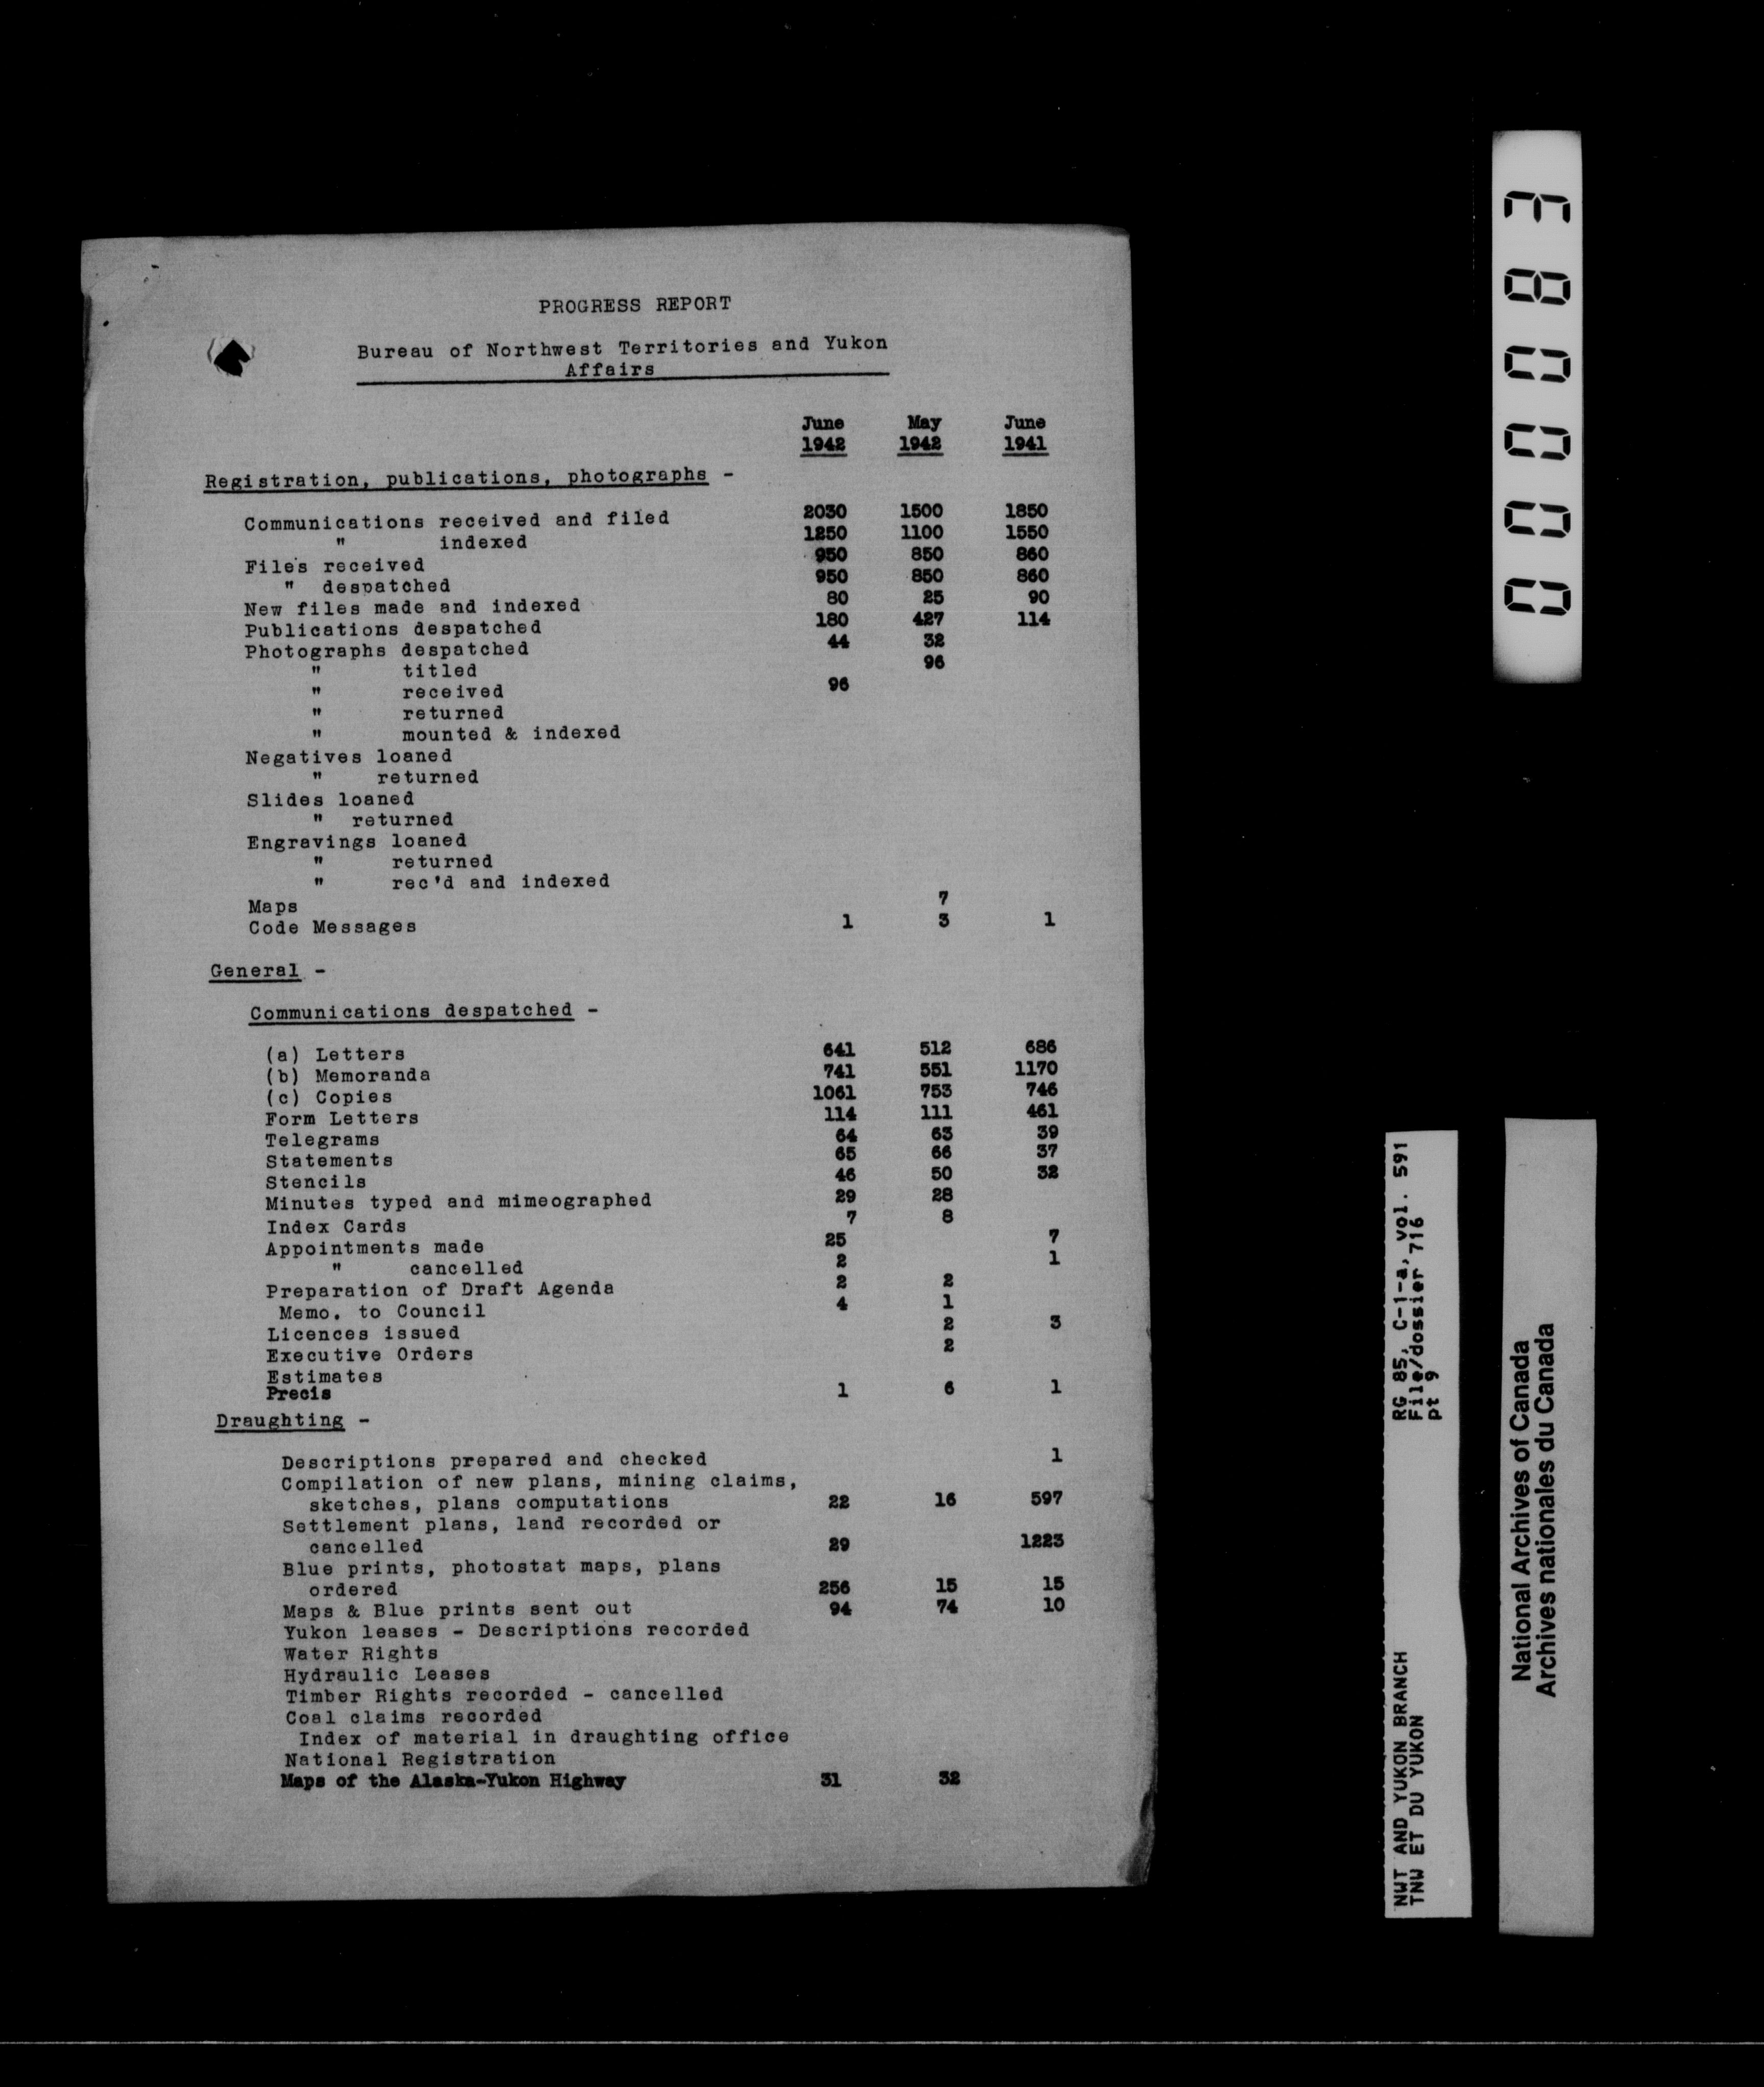 PROGRESS REPORT
Bureau of Northwest Territories and Yukon
Affairs
June May June
1942 1942 1941
Registration, publications, photographs -
Communications received and filed 2030 1500 1850
" indexed 1250 1100 1550
Files received 950 850 860
" despatched 950 850 860
New files made and indexed 80 25 90
Publications despatched 180 427 114
Photographs despatched 44 32
" titled 96
" received 96
" returned
" mounted & indexed
Negatives loaned
" returned
Slides loaned
" returned
Engravings loaned
" returned
" rec'd and indexed
Maps 7
Code Messages 1 3 1
General -
Communications despatched -
(a) Letters 641 512 686
(b) Memoranda 741 551 1170
(c) Copies 1061 753 746
Form Letters 114 111 461
Telegrams 64 63 39
Statements 65 66 37
Stencils 46 50 32
Minutes typed and mimeographed 29 28
Index Cards 7 8
Appointments made 25 7
" cancelled 2 1
Preparation of Draft Agenda 2 2
Memo. to Council 4 1
Licences issued 2 3
Executive Orders 2
Estimates
Precis 1 6 1
Draughting -
Descriptions prepared and checked 1
Compilation of new plans, mining claims,
sketches, plans computations 22 16 597
Settlement plans, land recorded or
cancelled 29 1223
Blue prints, photostat maps, plans
ordered 256 15 15
Maps & Blue prints sent out 94 74 10
Yukon leases - Descriptions recorded
Water Rights
Hydraulic Leases
Timber Rights recorded - cancelled
Coal claims recorded
Index of material in draughting office
National Registration
Maps of the Alaska-Yukon Highway 31 32
000083
NWT AND YUKON BRANCH RG 85, C-1-a, vol. 591
TNW ET DU YUKON File/dossier 716
pt 9
National Archives of Canada
Archives nationales du Canada